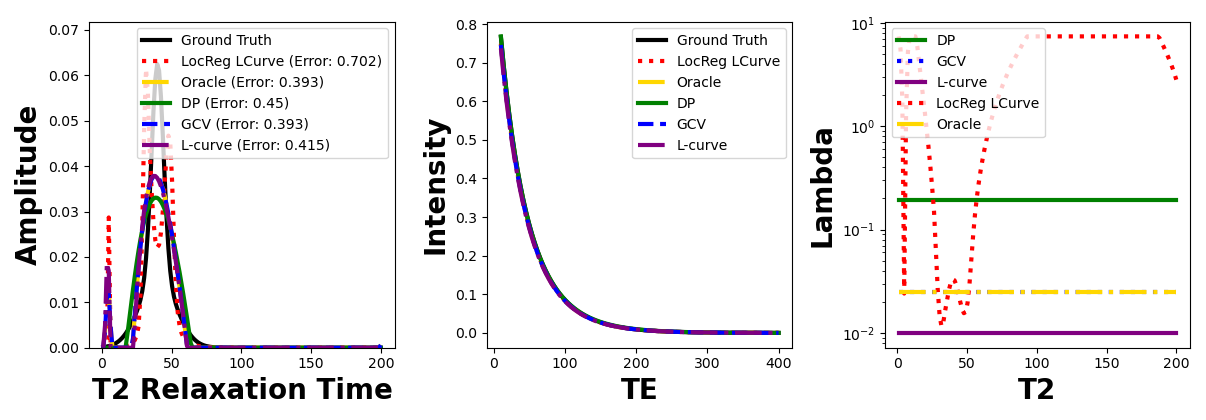 Amplitude
0.07
0.06
0.05
0.04
0.03
0.02
0.01
0.00
0
50
100
150
200
T2 Relaxation Time
Ground Truth
LocReg LCurve (Error: 0.702)
Oracle (Error: 0.393)
DP (Error: 0.45)
GCV (Error: 0.393)
L-curve (Error: 0.415)
Intensity
0.8
0.7
0.6
0.5
0.4
0.3
0.2
0.1
0.0
0
100
200
300
400
TE
Ground Truth
LocReg LCurve
Oracle
DP
GCV
L-curve
Lambda
10¹
10⁰
10⁻¹
10⁻²
0
50
100
150
200
T2
DP
GCV
L-curve
LocReg LCurve
Oracle